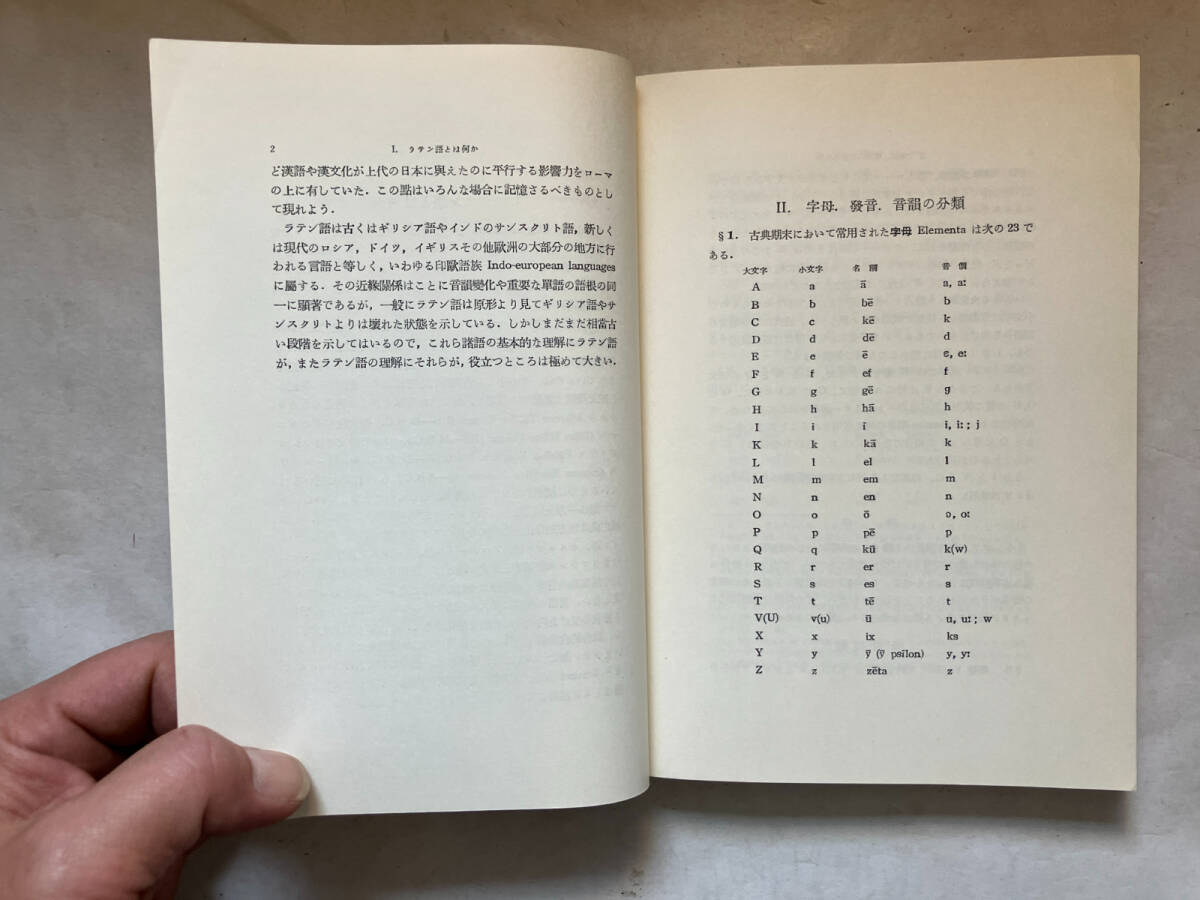 2 I. ラテン語とは何か
ど漢語や漢文化が上代の日本に與えたのに平行する影響力をローマ
の上に有していた．この點はいろんな場合に記憶さるべきものとし
て現れよう．
ラテン語は古くはギリシア語やインドのサンスクリト語，新しく
は現代のロシア，ドイツ，イギリスその他歐洲の大部分の地方に行
われる言語と等しく，いわゆる印歐語族 Indo-european languages
に屬する．その近緣關係はことに音韻變化や重要な單語の語根の同
一に顯著であるが，一般にラテン語は原形より見てギリシア語やサ
ンスクリトよりは壞れた狀態を示している．しかしまだまだ相當古
い段階を示してはいるので，これら諸語の基本的な理解にラテン語
が，またラテン語の理解にそれらが，役立つところは極めて大きい．
II. 字母．發音．音韻の分類
§1. 古典期末において常用された字母 Elementa は次の 23 で
ある．
大文字 小文字 名稱 音價
A a ā a, aː
B b bē b
C c kē k
D d dē d
E e ē ɛ, eː
F f ef f
G g gē g
H h hā h
I i ī i, iː; j
K k kā k
L l el l
M m em m
N n en n
O o ō ɔ, oː
P p pē p
Q q kū k(w)
R r er r
S s es s
T t tē t
V(U) v(u) ū u, uː; w
X x ix ks
Y y ȳ (ȳ psīlon) y, yː
Z z zēta z